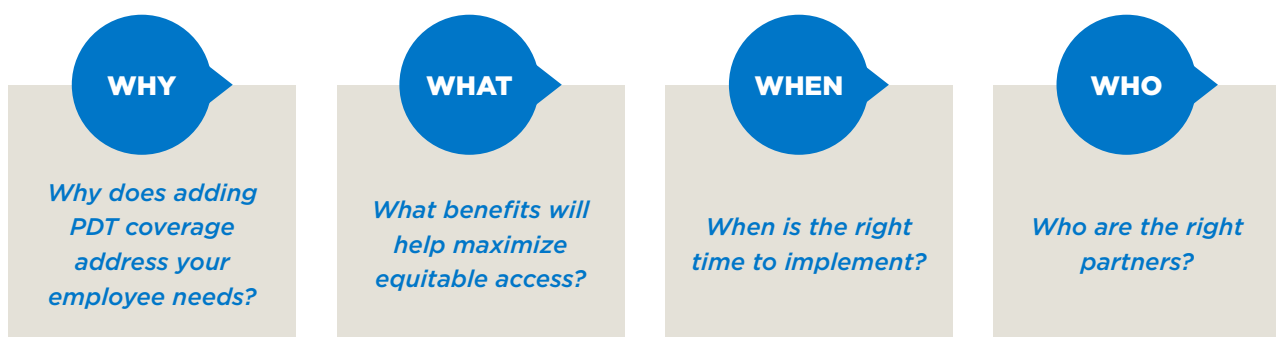 WHY
Why does adding
PDT coverage
address your
employee needs?
WHAT
What benefits will
help maximize
equitable access?
WHEN
When is the right
time to implement?
WHO
Who are the right
partners?